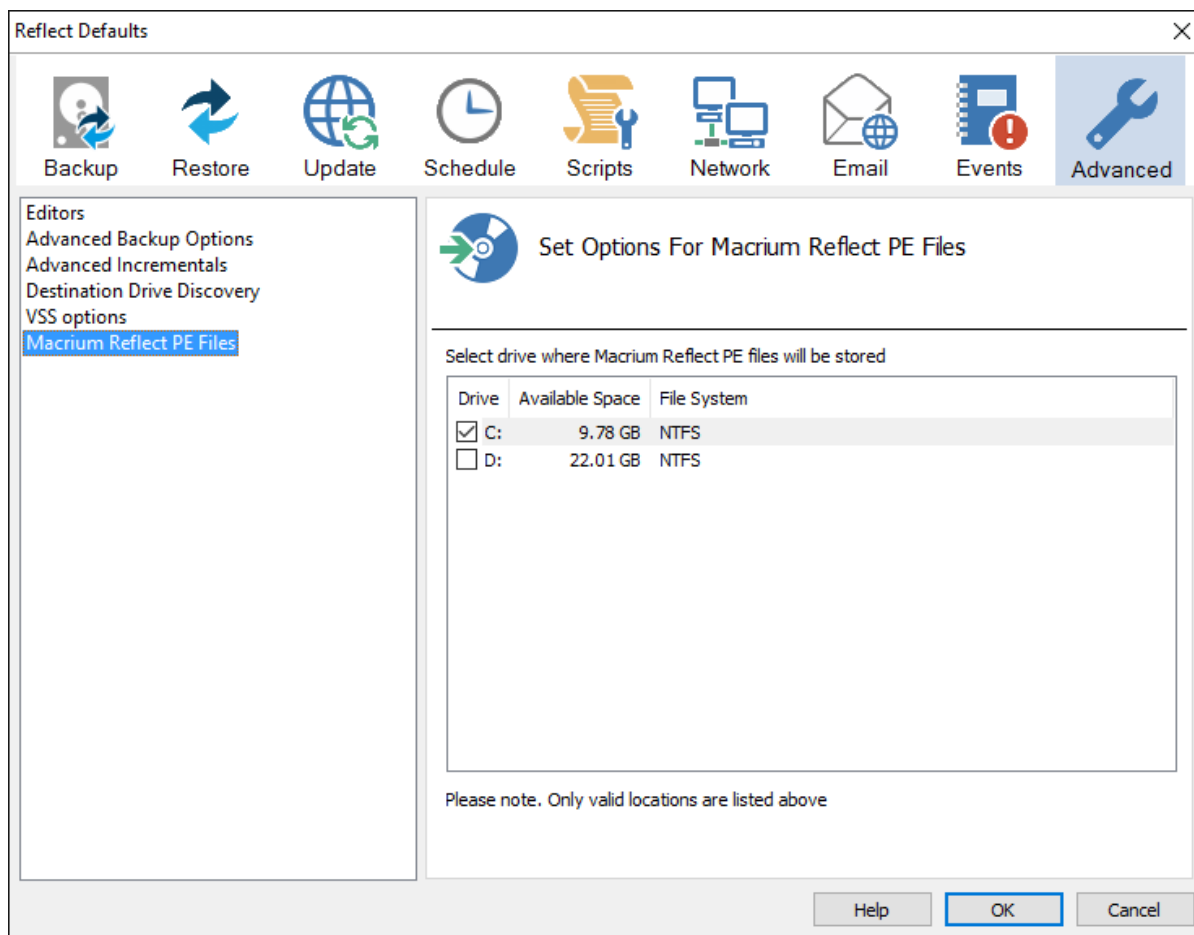 Reflect Defaults
Backup Restore Update Schedule Scripts Network Email Events Advanced
Editors
Advanced Backup Options
Advanced Incrementals
Destination Drive Discovery
VSS options
Macrium Reflect PE Files
Set Options For Macrium Reflect PE Files
Select drive where Macrium Reflect PE files will be stored
Drive Available Space File System
C: 9.78 GB NTFS
D: 22.01 GB NTFS
Please note. Only valid locations are listed above
Help OK Cancel